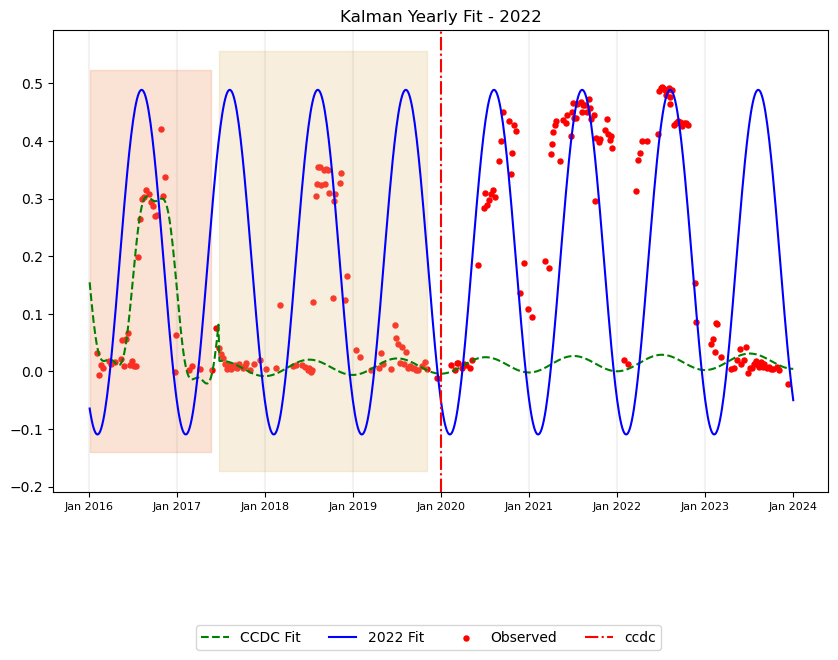 Kalman Yearly Fit - 2022
0.5
0.4
0.3
0.2
0.1
0.0
−0.1
−0.2
Jan 2016 Jan 2017 Jan 2018 Jan 2019 Jan 2020 Jan 2021 Jan 2022 Jan 2023 Jan 2024
CCDC Fit 2022 Fit Observed ccdc